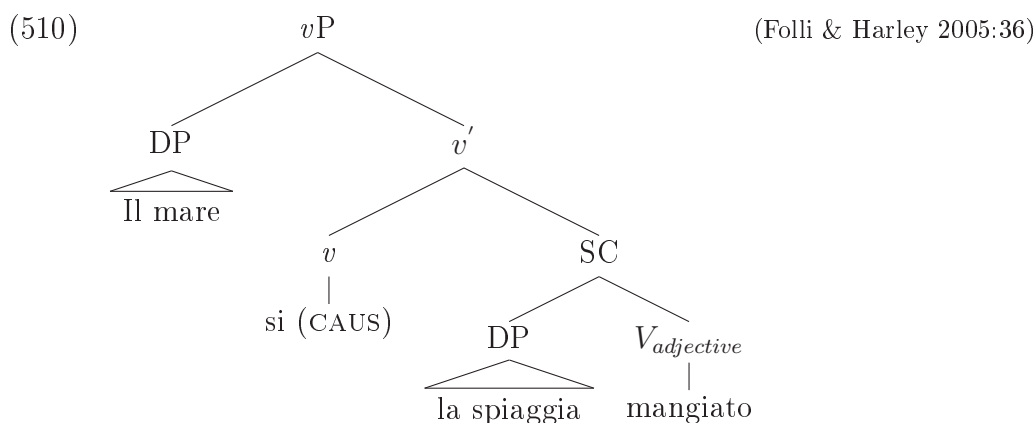 (510) vP (Folli & Harley 2005:36)
DP v'
Il mare
v SC
si (CAUS)
DP V_adjective
la spiaggia mangiato